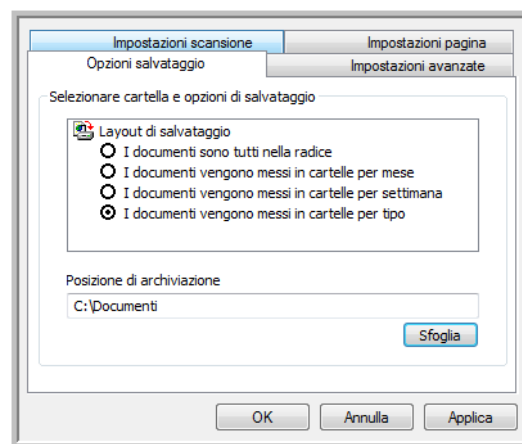 Impostazioni scansione
Impostazioni pagina
Opzioni salvataggio
Impostazioni avanzate
Selezionare cartella e opzioni di salvataggio
Layout di salvataggio
I documenti sono tutti nella radice
I documenti vengono messi in cartelle per mese
I documenti vengono messi in cartelle per settimana
I documenti vengono messi in cartelle per tipo
Posizione di archiviazione
C:\Documenti
Sfoglia
OK
Annulla
Applica